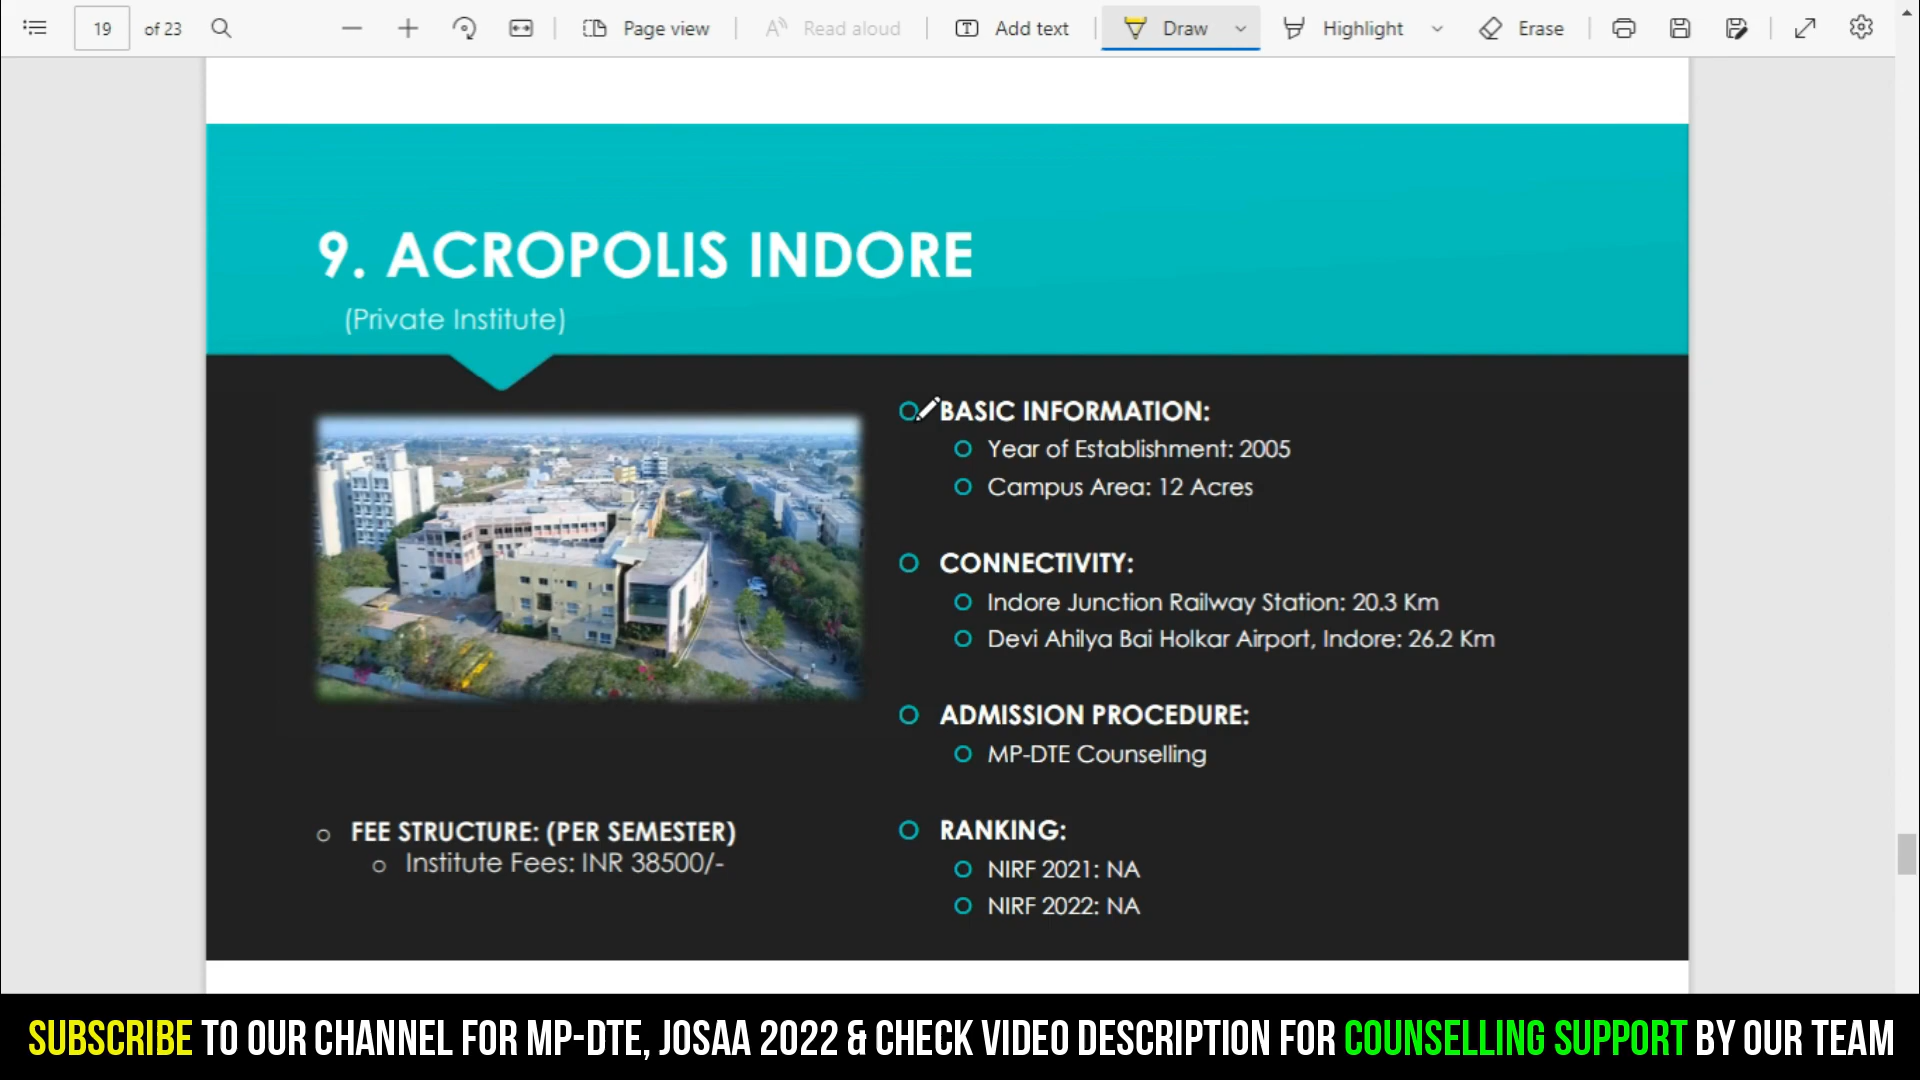 19 of 23 Page view Read aloud Add text Draw Highlight Erase
9. ACROPOLIS INDORE
(Private Institute)
BASIC INFORMATION:
Year of Establishment: 2005
Campus Area: 12 Acres
CONNECTIVITY:
Indore Junction Railway Station: 20.3 Km
Devi Ahilya Bai Holkar Airport, Indore: 26.2 Km
ADMISSION PROCEDURE:
MP-DTE Counselling
FEE STRUCTURE: (PER SEMESTER)
Institute Fees: INR 38500/-
RANKING:
NIRF 2021: NA
NIRF 2022: NA
SUBSCRIBE TO OUR CHANNEL FOR MP-DTE, JOSAA 2022 & CHECK VIDEO DESCRIPTION FOR COUNSELLING SUPPORT BY OUR TEAM